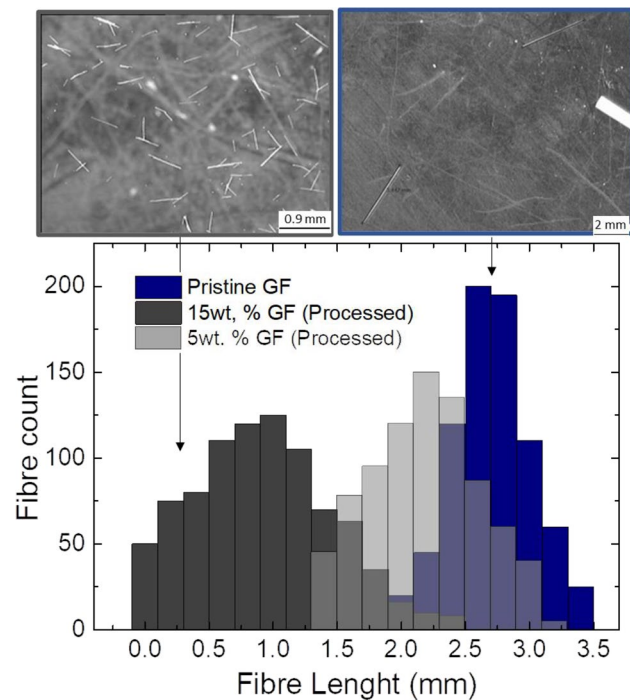 0.9 mm
2 mm
Pristine GF
15wt, % GF (Processed)
5wt. % GF (Processed)
200
150
100
50
0
Fibre count
0.0 0.5 1.0 1.5 2.0 2.5 3.0 3.5
Fibre Lenght (mm)